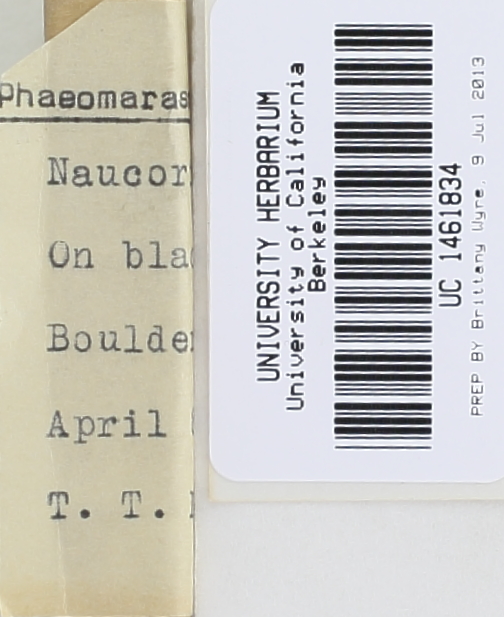 Phaeomaras
Naucor
On bla
Boulde
April
T. T.
UNIVERSITY HERBARIUM
University of California
Berkeley
UC 1461834
PREP BY Brittany Wyre, 9 Jul 2013